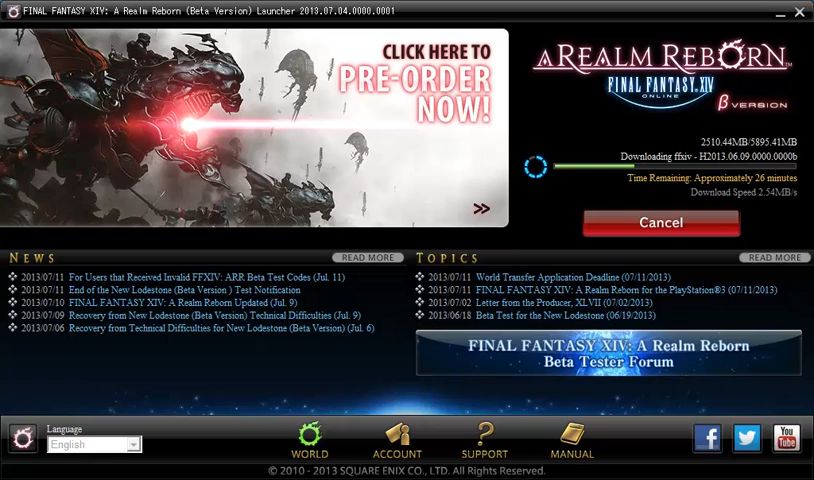 FINAL FANTASY XIV: A Realm Reborn (Beta Version) Launcher 2013.07.04.0000.0001
CLICK HERE TO
PRE-ORDER
NOW!
>>
A REALM REBORN™
FINAL FANTASY XIV
ONLINE
β VERSION
2510.44MB/5895.41MB
Downloading ffxiv - H2013.06.09.0000.0000b
Time Remaining: Approximately 26 minutes
Download Speed 2.54MB/s
Cancel
NEWS
READ MORE
2013/07/11 For Users that Received Invalid FFXIV: ARR Beta Test Codes (Jul. 11)
2013/07/11 End of the New Lodestone (Beta Version ) Test Notification
2013/07/10 FINAL FANTASY XIV: A Realm Reborn Updated (Jul. 9)
2013/07/09 Recovery from New Lodestone (Beta Version) Technical Difficulties (Jul. 9)
2013/07/06 Recovery from Technical Difficulties for New Lodestone (Beta Version) (Jul. 6)
TOPICS
READ MORE
2013/07/11 World Transfer Application Deadline (07/11/2013)
2013/07/11 FINAL FANTASY XIV: A Realm Reborn for the PlayStation®3 (07/11/2013)
2013/07/02 Letter from the Producer, XLVII (07/02/2013)
2013/06/18 Beta Test for the New Lodestone (06/19/2013)
FINAL FANTASY XIV: A Realm Reborn
Beta Tester Forum
Language
English
WORLD
ACCOUNT
SUPPORT
MANUAL
You
Tube
© 2010 - 2013 SQUARE ENIX CO., LTD. All Rights Reserved.